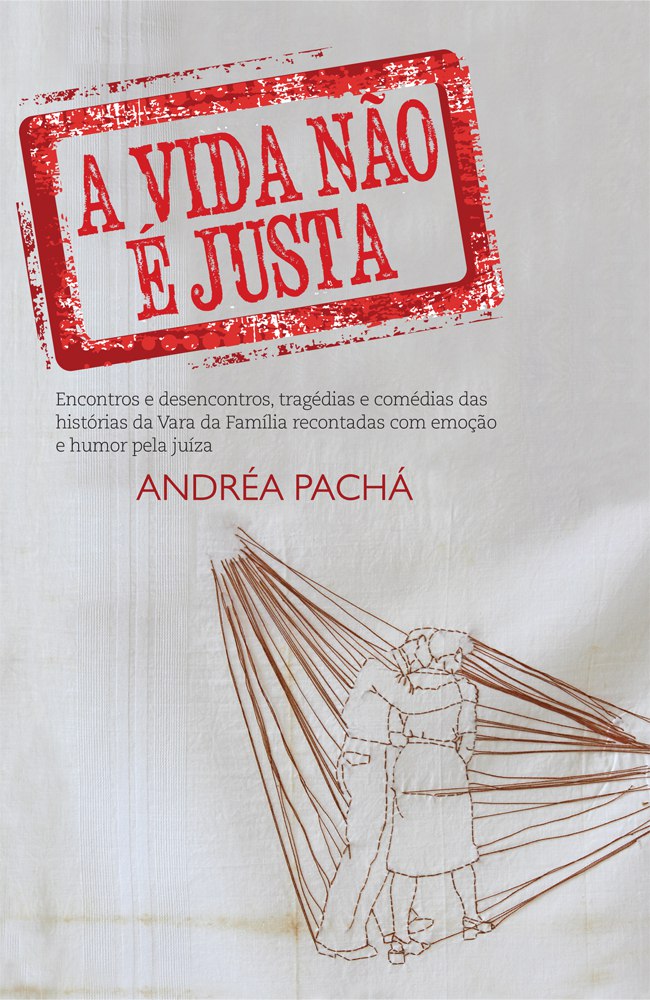 A VIDA NÃO
É JUSTA
Encontros e desencontros, tragédias e comédias das
histórias da Vara da Família recontadas com emoção
e humor pela juíza
ANDRÉA PACHÁ